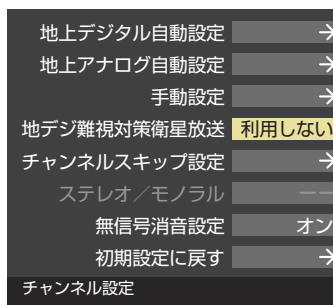 地上デジタル自動設定 →
地上アナログ自動設定 →
手動設定 →
地デジ難視対策衛星放送 利用しない
チャンネルスキップ設定 →
ステレオ／モノラル −−
無信号消音設定 オン
初期設定に戻す →
チャンネル設定